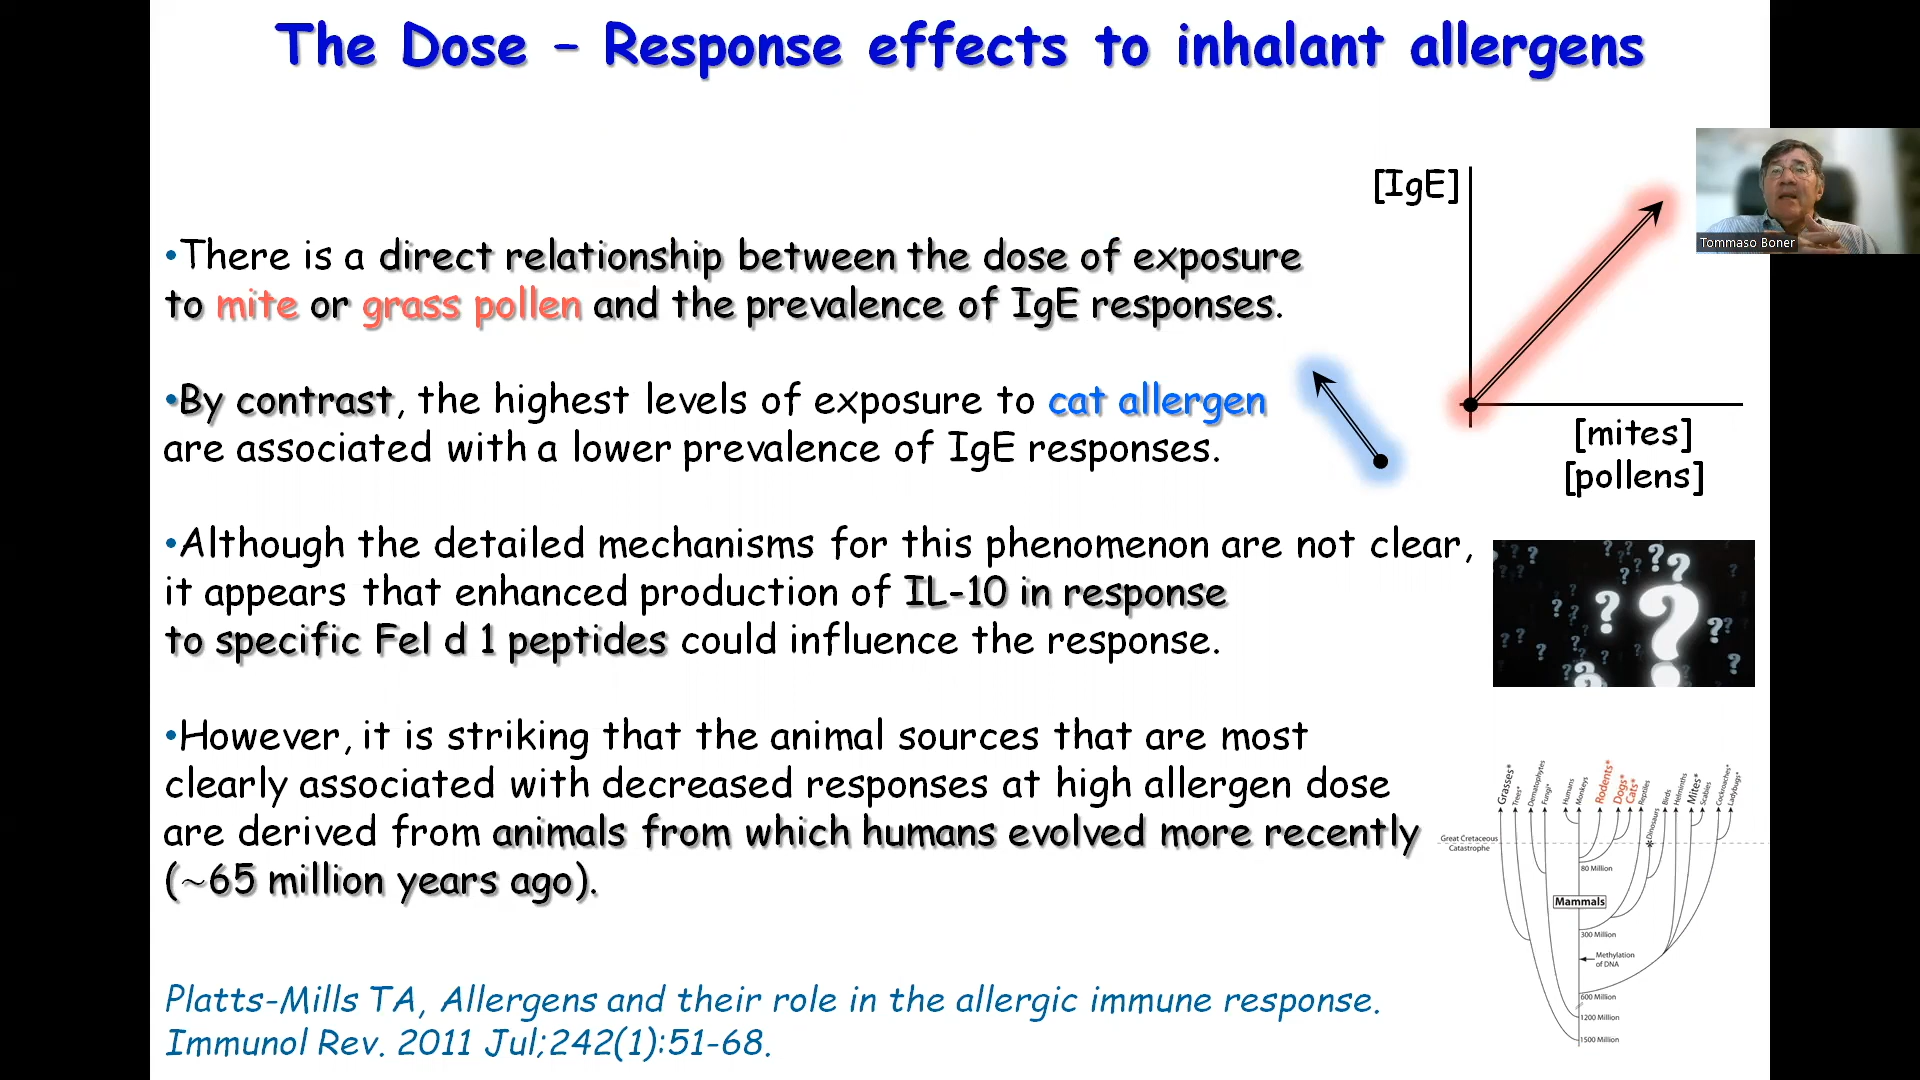 The Dose – Response effects to inhalant allergens
[IgE]
Tommaso Boner
•There is a direct relationship between the dose of exposure
to mite or grass pollen and the prevalence of IgE responses.
•By contrast, the highest levels of exposure to cat allergen
are associated with a lower prevalence of IgE responses.
[mites]
[pollens]
•Although the detailed mechanisms for this phenomenon are not clear,
it appears that enhanced production of IL-10 in response
to specific Fel d 1 peptides could influence the response.
•However, it is striking that the animal sources that are most
clearly associated with decreased responses at high allergen dose
are derived from animals from which humans evolved more recently
(~65 million years ago).
Grasses*
Trees*
Dermatophytes
Fungi*
Humans
Monkeys
Rodents*
Dogs*
Cats*
Reptiles
Dinosaurs
Birds
Helminths
Mites*
Scabies
Cockroaches*
Ladybugs*
Great Cretaceous
Catastrophe
80 Million
Mammals
300 Million
Methylation
of DNA
600 Million
1200 Million
1500 Million
Platts-Mills TA, Allergens and their role in the allergic immune response.
Immunol Rev. 2011 Jul;242(1):51-68.